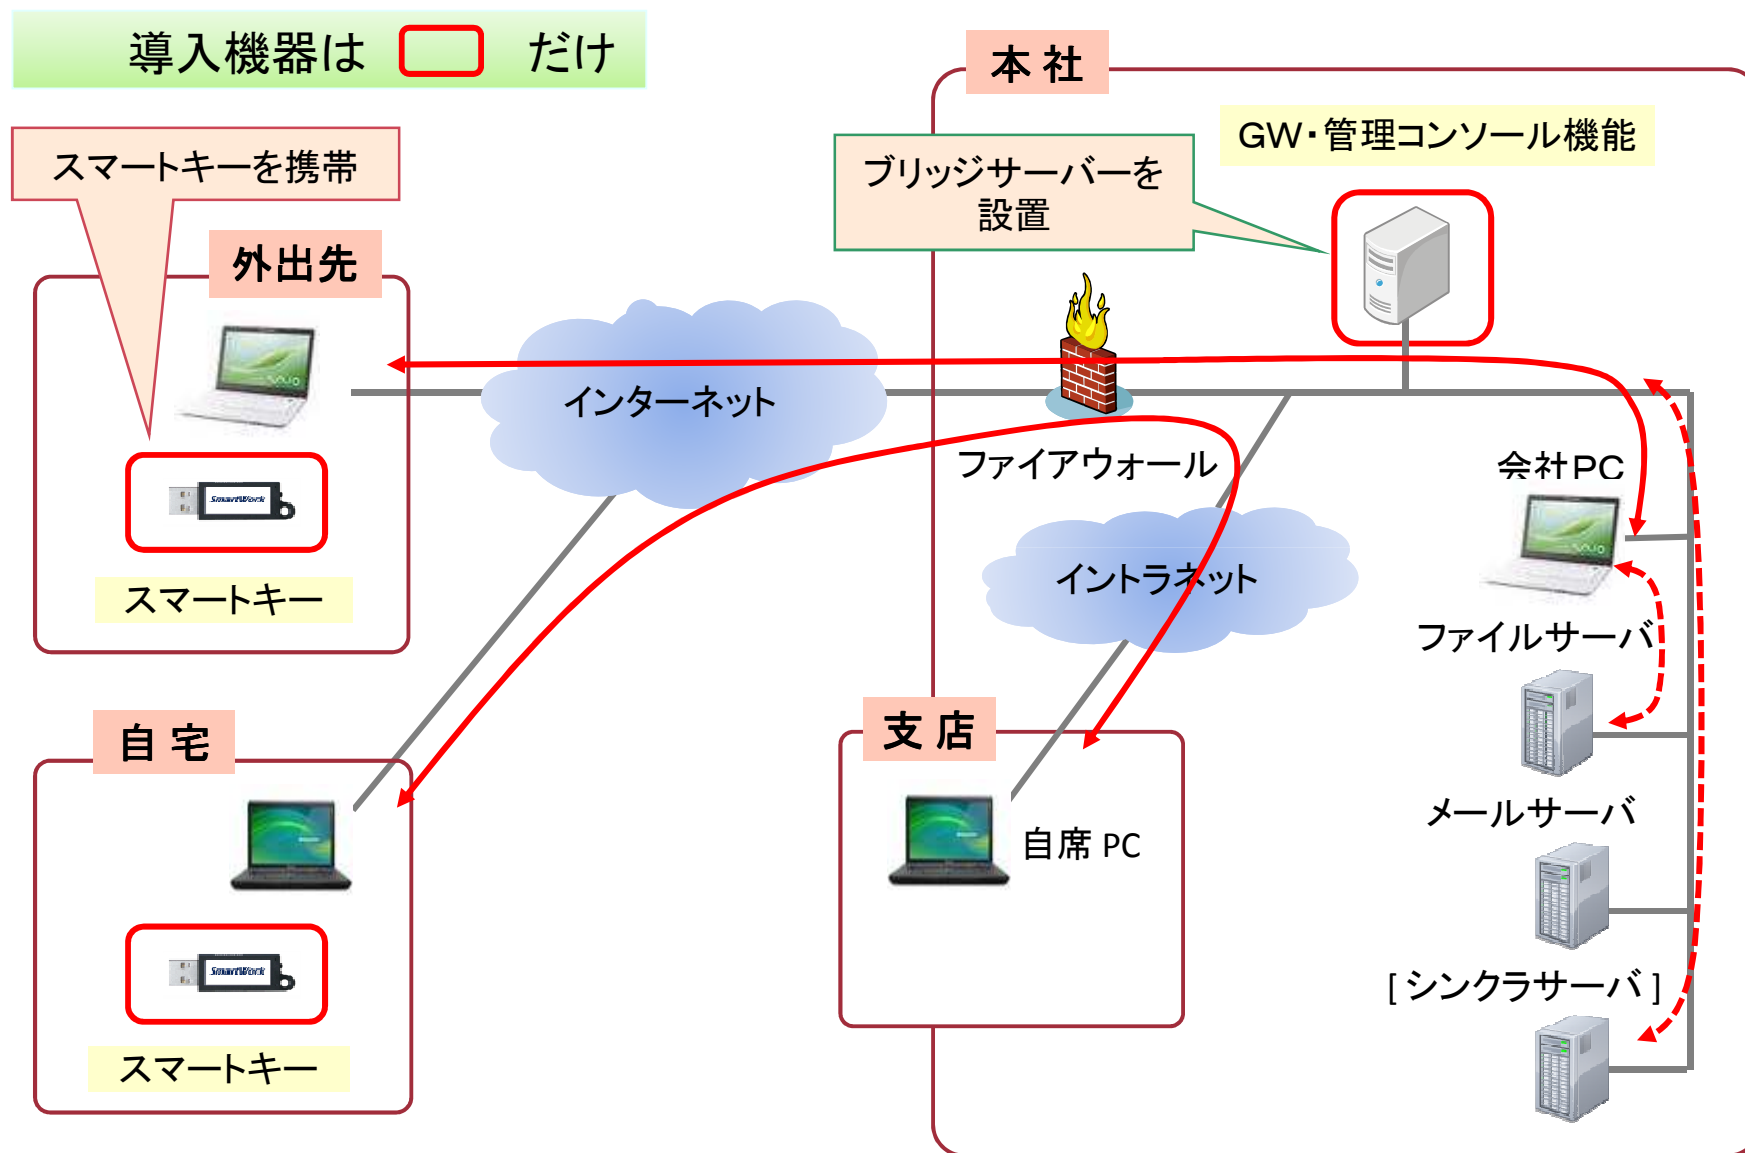 導入機器は だけ
本 社
GW・管理コンソール機能
スマートキーを携帯
ブリッジサーバーを
設置
外出先
インターネット
ファイアウォール
会社PC
SmartWork
イントラネット
スマートキー
ファイルサーバ
自 宅
支 店
メールサーバ
自席 PC
SmartWork
[ シンクラサーバ ]
スマートキー